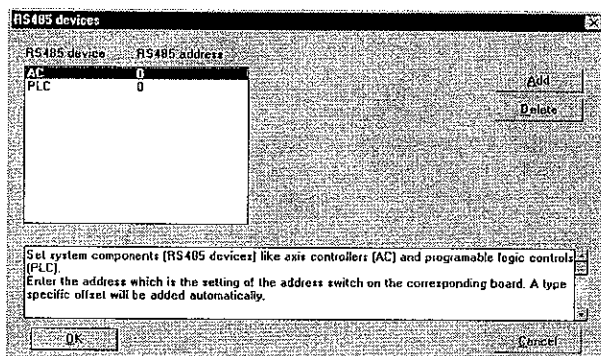 RS485 devices
RS485 device RS485 address
AC 0
PLC 0
Add
Delete
Set system components (RS485 devices) like axis controllers (AC) and programable logic controls
(PLC).
Enter the address which is the setting of the address switch on the corresponding board. A type
specific offset will be added automatically.
OK
Cancel